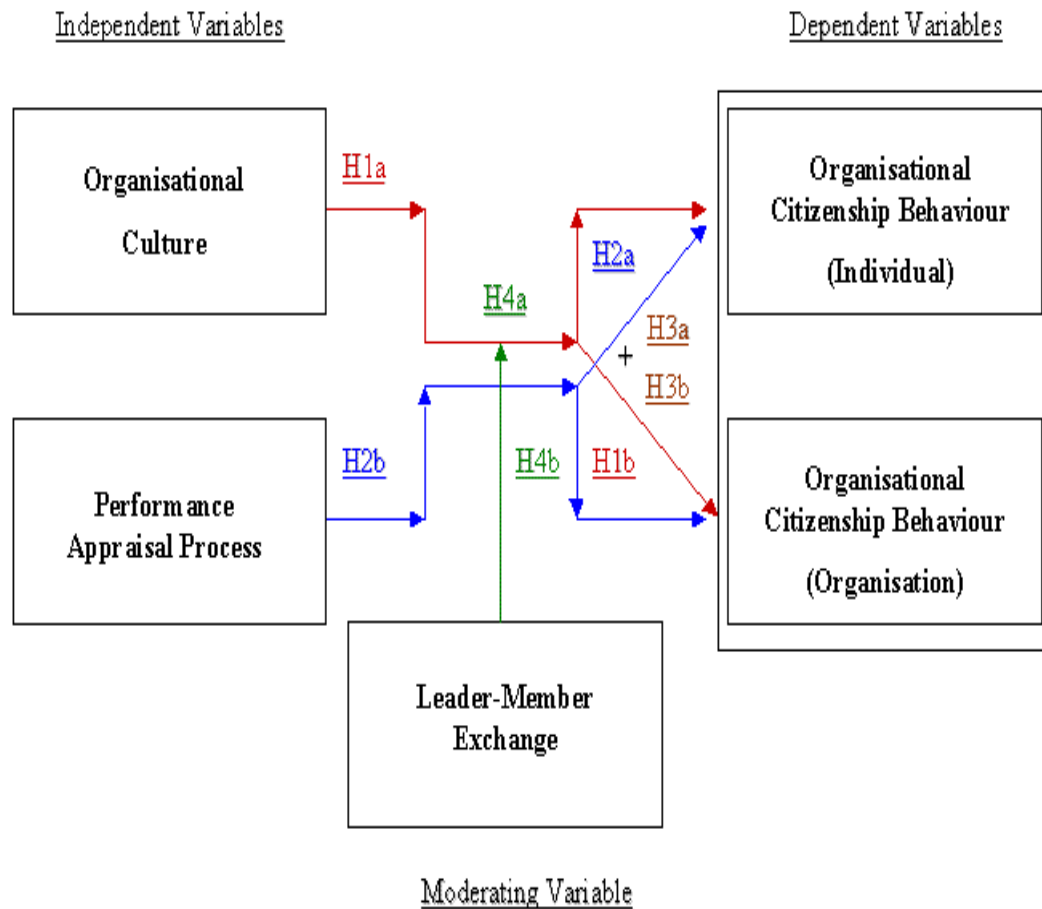 Independent Variables
Dependent Variables
Organisational
Culture
H1a
H4a
H2a
H3a
+
H3b
Organisational
Citizenship Behaviour
(Individual)
Performance
Appraisal Process
H2b
H4b
H1b
Organisational
Citizenship Behaviour
(Organisation)
Leader-Member
Exchange
Moderating Variable